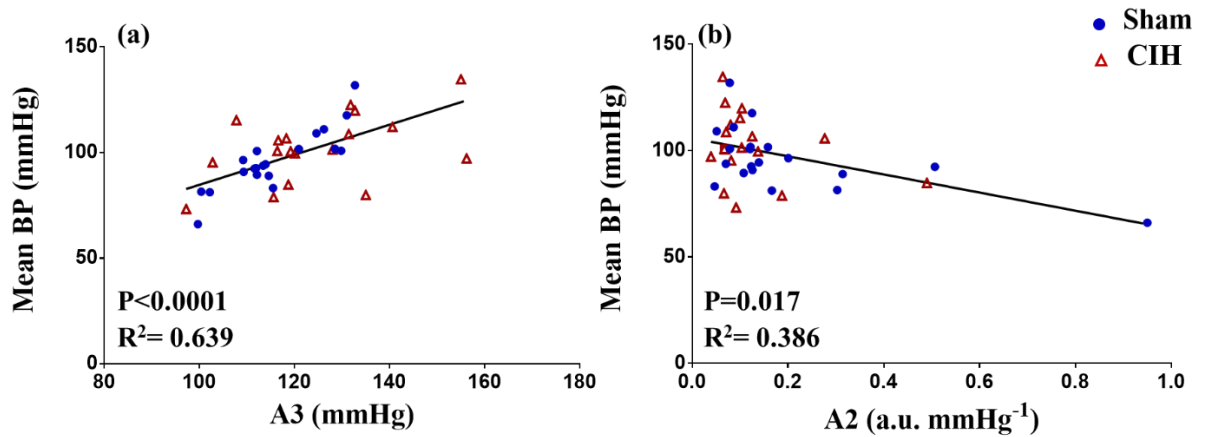 (a)
150
100
50
0
Mean BP (mmHg)
P<0.0001
R²= 0.639
80 100 120 140 160 180
A3 (mmHg)
(b)
Sham
CIH
150
100
50
0
Mean BP (mmHg)
P=0.017
R²= 0.386
0.0 0.2 0.4 0.6 0.8 1.0
A2 (a.u. mmHg⁻¹)